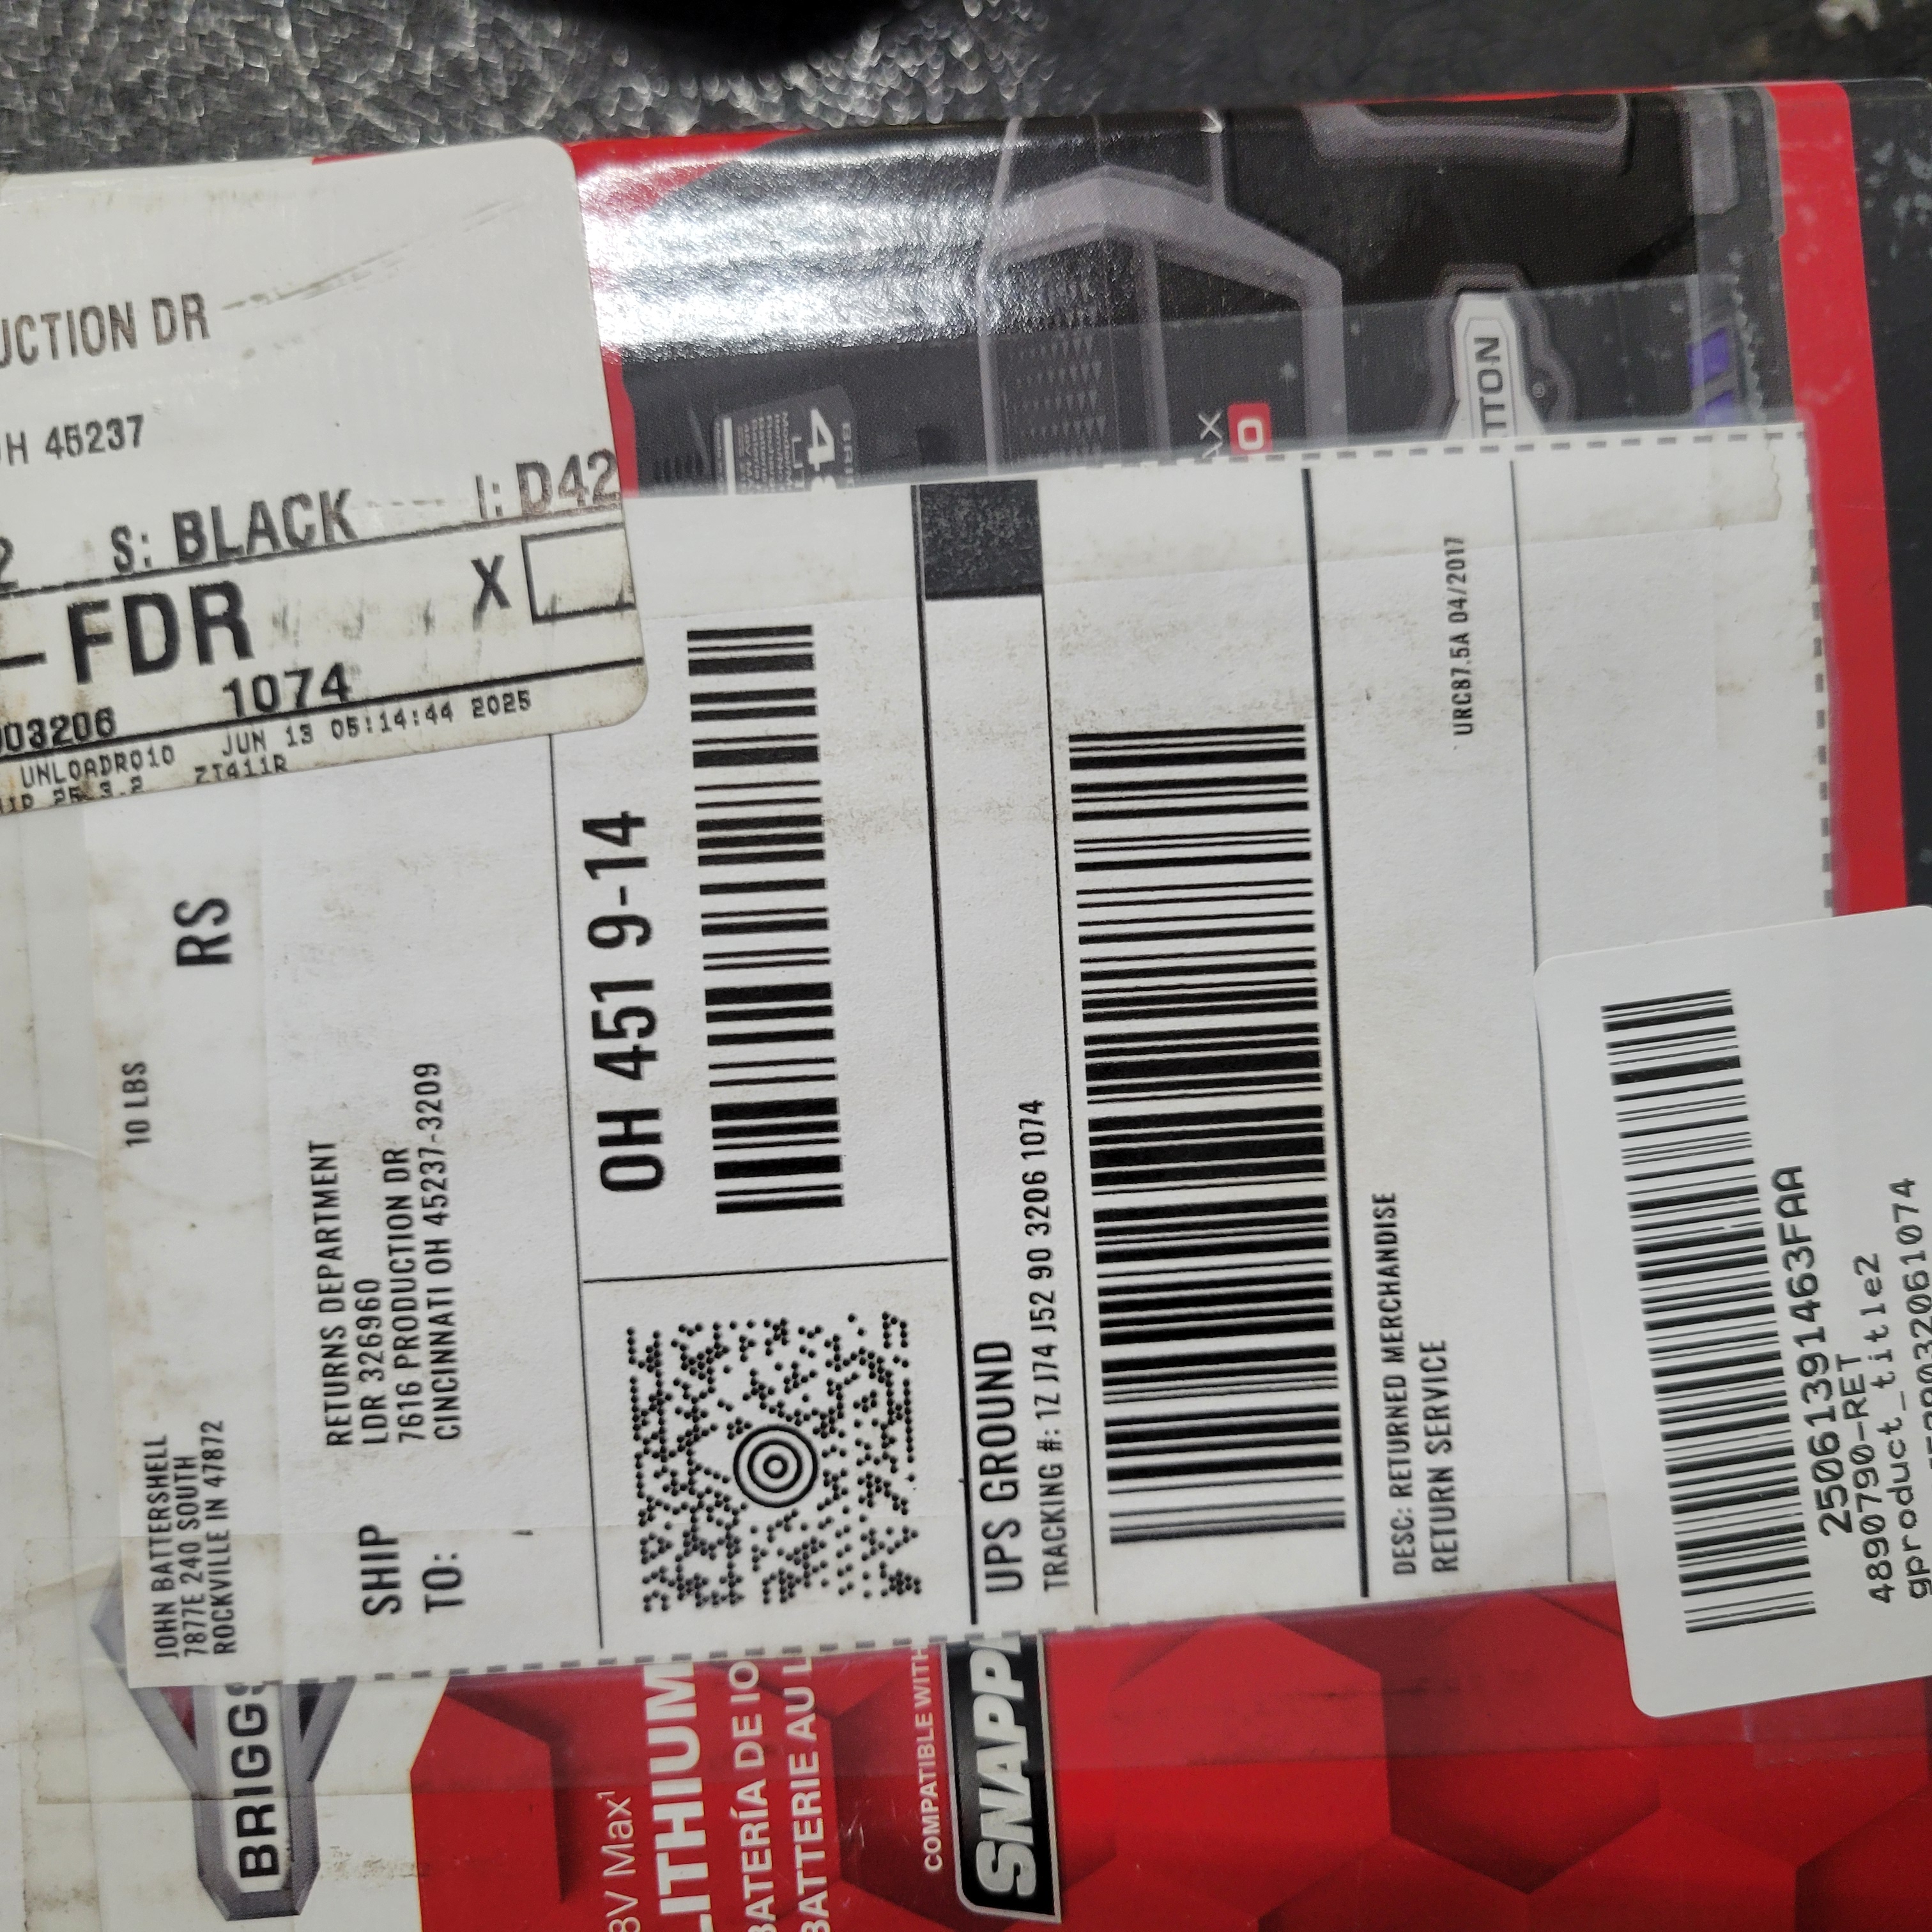 UCTION DR
OH 45237
S: BLACK I: D42
FDR X
1074
003206
UNLOADR010 JUN 13 05:14:44 2025
ZT411R
10 LBS
RS
JOHN BATTERSHELL
7877E 240 SOUTH
ROCKVILLE IN 47872
SHIP
TO:
RETURNS DEPARTMENT
LDR 326960
7616 PRODUCTION DR
CINCINNATI OH 45237-3209
OH 451 9-14
UPS GROUND
TRACKING #: 1Z J74 J52 90 3206 1074
DESC: RETURNED MERCHANDISE
RETURN SERVICE
URC87.5A 04/2017
25061391463FAA
4890790-RET
gproduct_title2
BRIGGS
8V Max¹
LITHIUM
BATERÍA DE IO
BATTERIE AU L
COMPATIBLE WITH
SNAPP
TTON